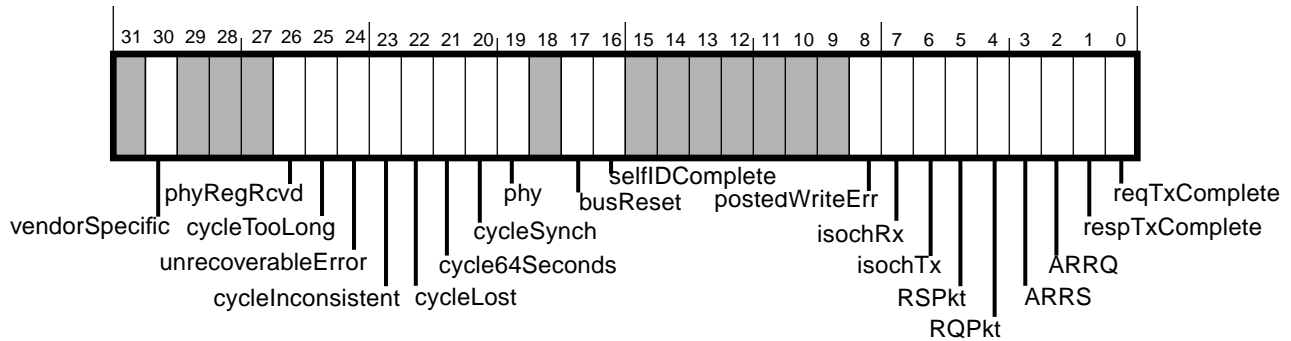 31 30 29 28 27 26 25 24 23 22 21 20 19 18 17 16 15 14 13 12 11 10 9 8 7 6 5 4 3 2 1 0
selfIDComplete
phyRegRcvd phy busReset postedWriteErr reqTxComplete
vendorSpecific cycleTooLong cycleSynch isochRx respTxComplete
unrecoverableError cycle64Seconds isochTx ARRQ
cycleInconsistent cycleLost RSPkt ARRS
RQPkt